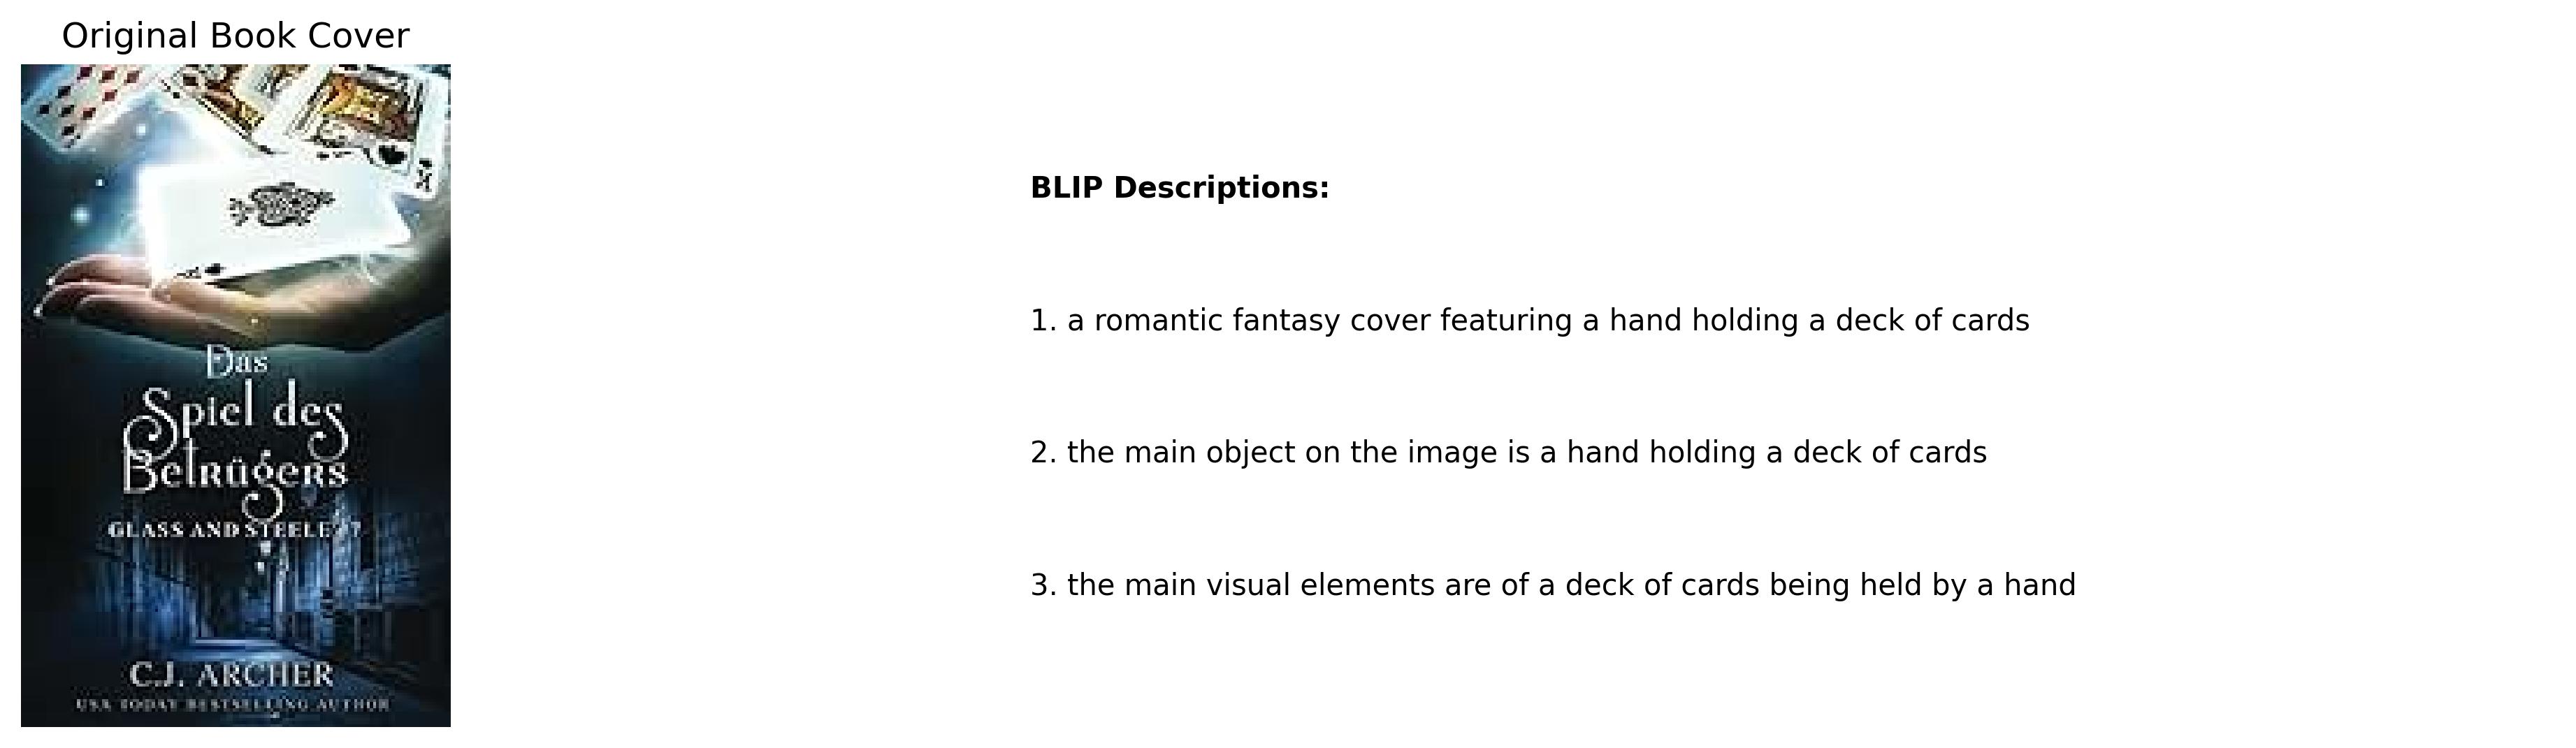 Original Book Cover
K
Das
Spiel des
Betrügers
GLASS AND STEELE #7
C.J. ARCHER
USA TODAY BESTSELLING AUTHOR
BLIP Descriptions:
1. a romantic fantasy cover featuring a hand holding a deck of cards
2. the main object on the image is a hand holding a deck of cards
3. the main visual elements are of a deck of cards being held by a hand